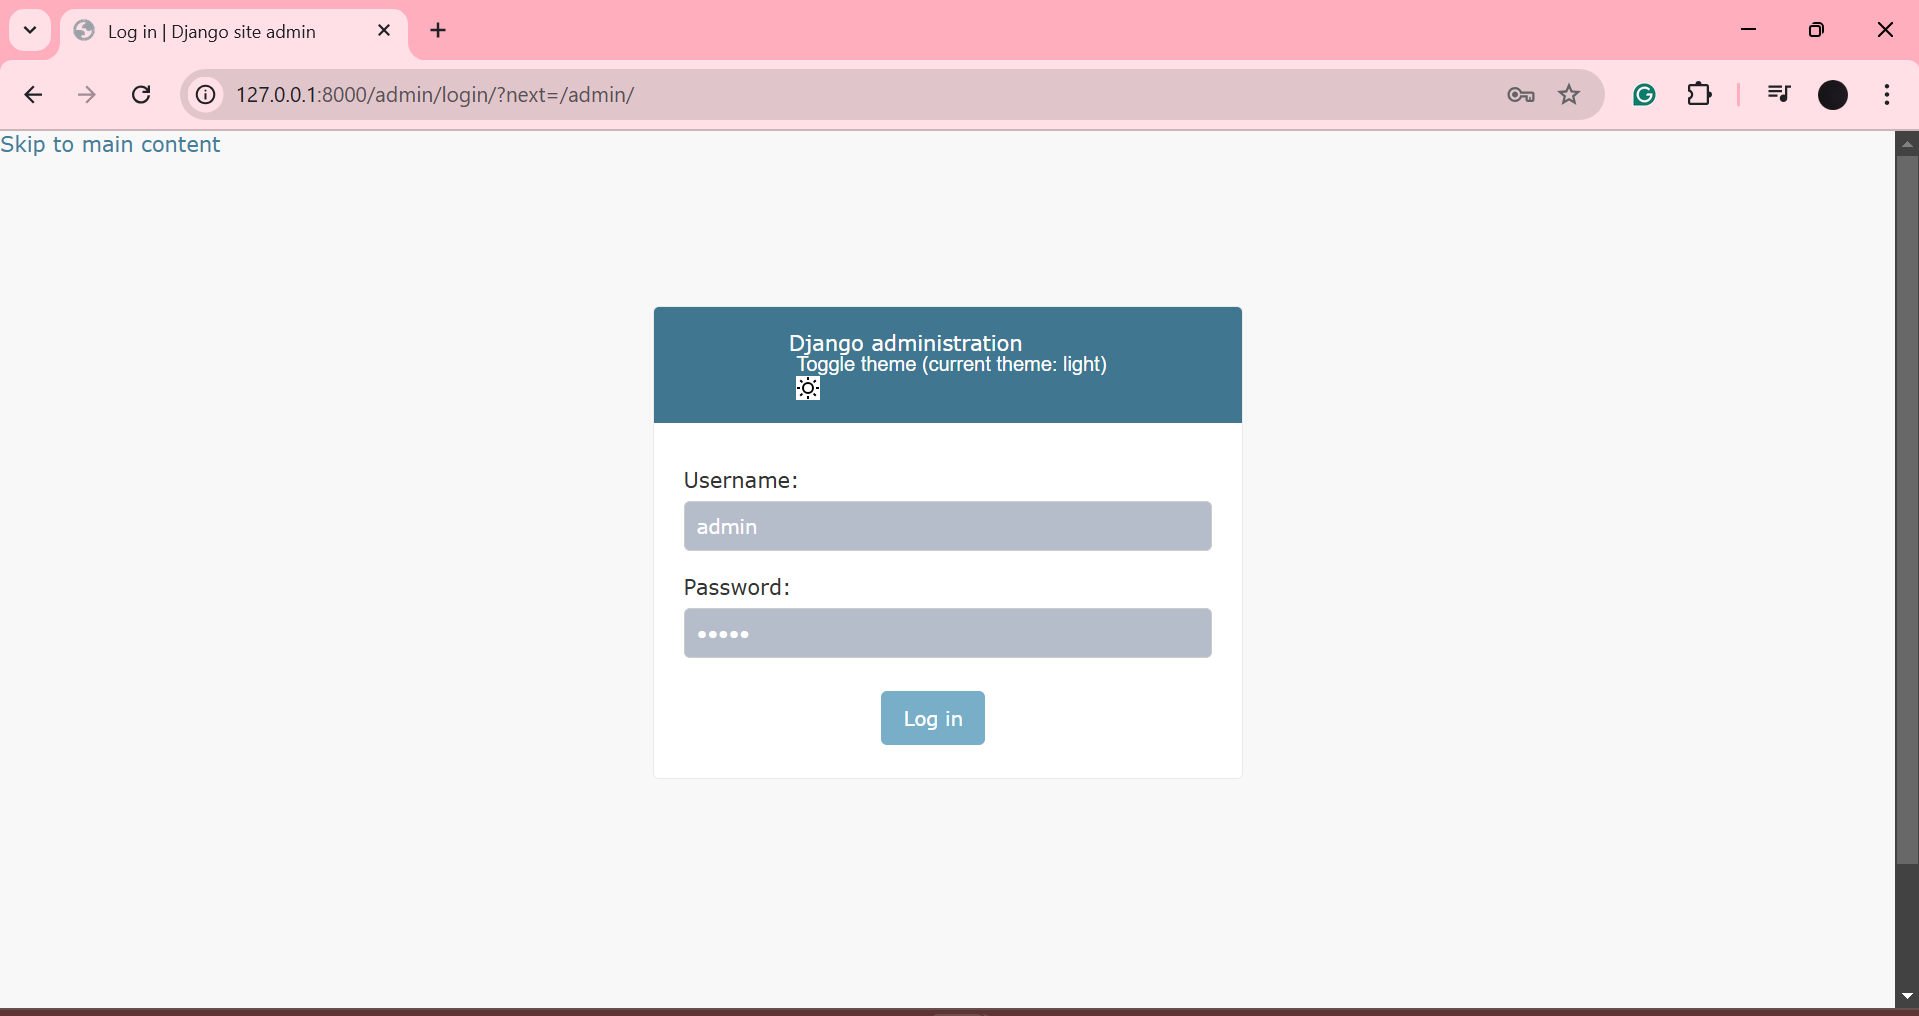 Log in | Django site admin
127.0.0.1:8000/admin/login/?next=/admin/
Skip to main content
Django administration
Toggle theme (current theme: light)
Username:
admin
Password:
•••••
Log in